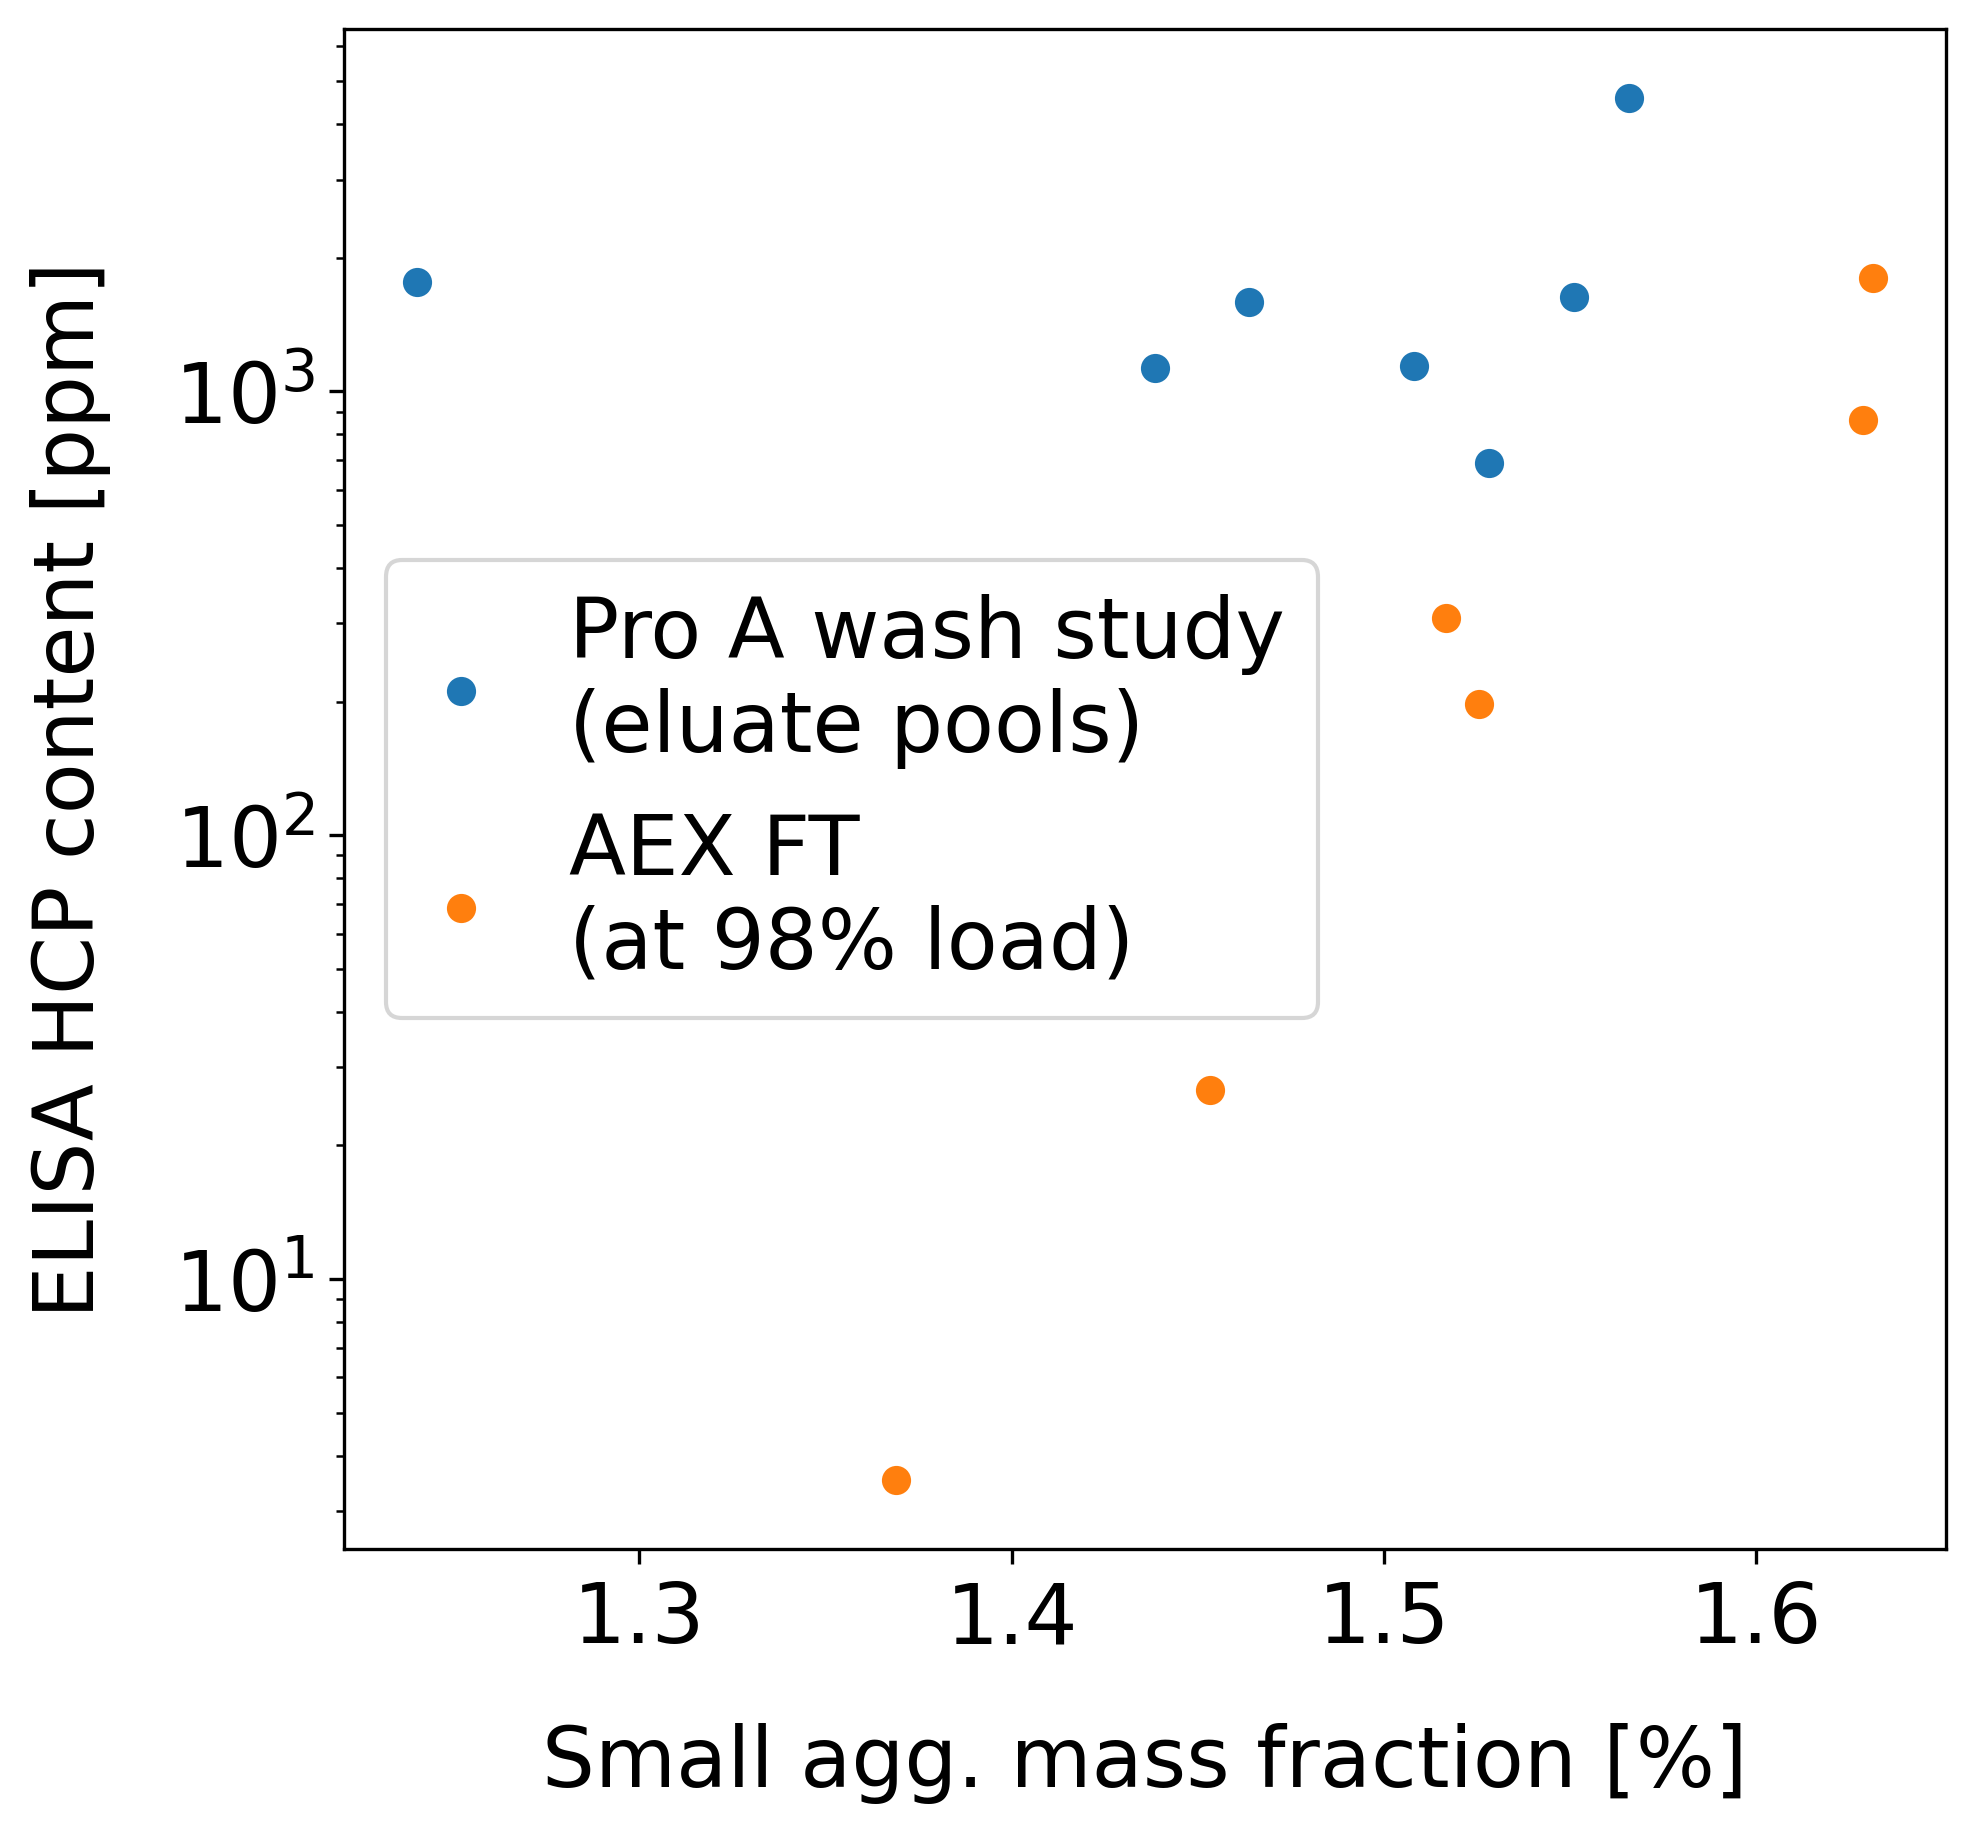 ELISA HCP content [ppm]
10³
10²
10¹
Pro A wash study
(eluate pools)
AEX FT
(at 98% load)
1.3 1.4 1.5 1.6
Small agg. mass fraction [%]